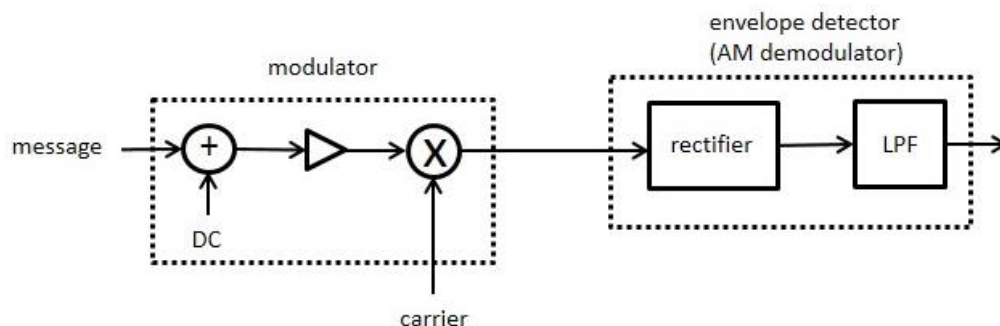 envelope detector
(AM demodulator)
modulator
message
+
DC
X
carrier
rectifier
LPF